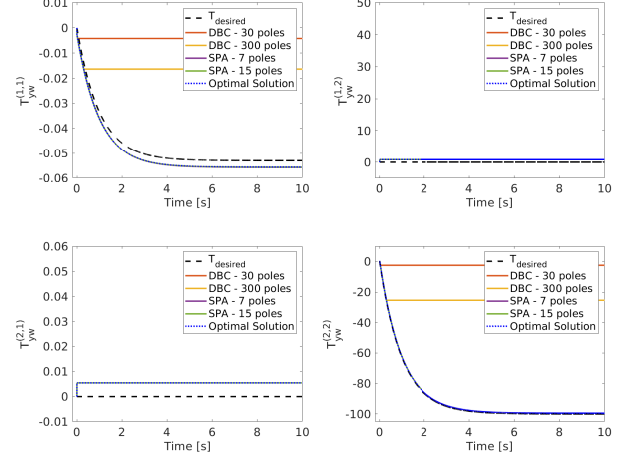 0.01
0
-0.01
-0.02
-0.03
-0.04
-0.05
-0.06
T_yw^(1,1)
0 2 4 6 8 10
Time [s]
T_desired
DBC - 30 poles
DBC - 300 poles
SPA - 7 poles
SPA - 15 poles
Optimal Solution
50
40
30
20
10
0
T_yw^(1,2)
0 2 4 6 8 10
Time [s]
T_desired
DBC - 30 poles
DBC - 300 poles
SPA - 7 poles
SPA - 15 poles
Optimal Solution
0.06
0.05
0.04
0.03
0.02
0.01
0
-0.01
T_yw^(2,1)
0 2 4 6 8 10
Time [s]
T_desired
DBC - 30 poles
DBC - 300 poles
SPA - 7 poles
SPA - 15 poles
Optimal Solution
0
-20
-40
-60
-80
-100
T_yw^(2,2)
0 2 4 6 8 10
Time [s]
T_desired
DBC - 30 poles
DBC - 300 poles
SPA - 7 poles
SPA - 15 poles
Optimal Solution